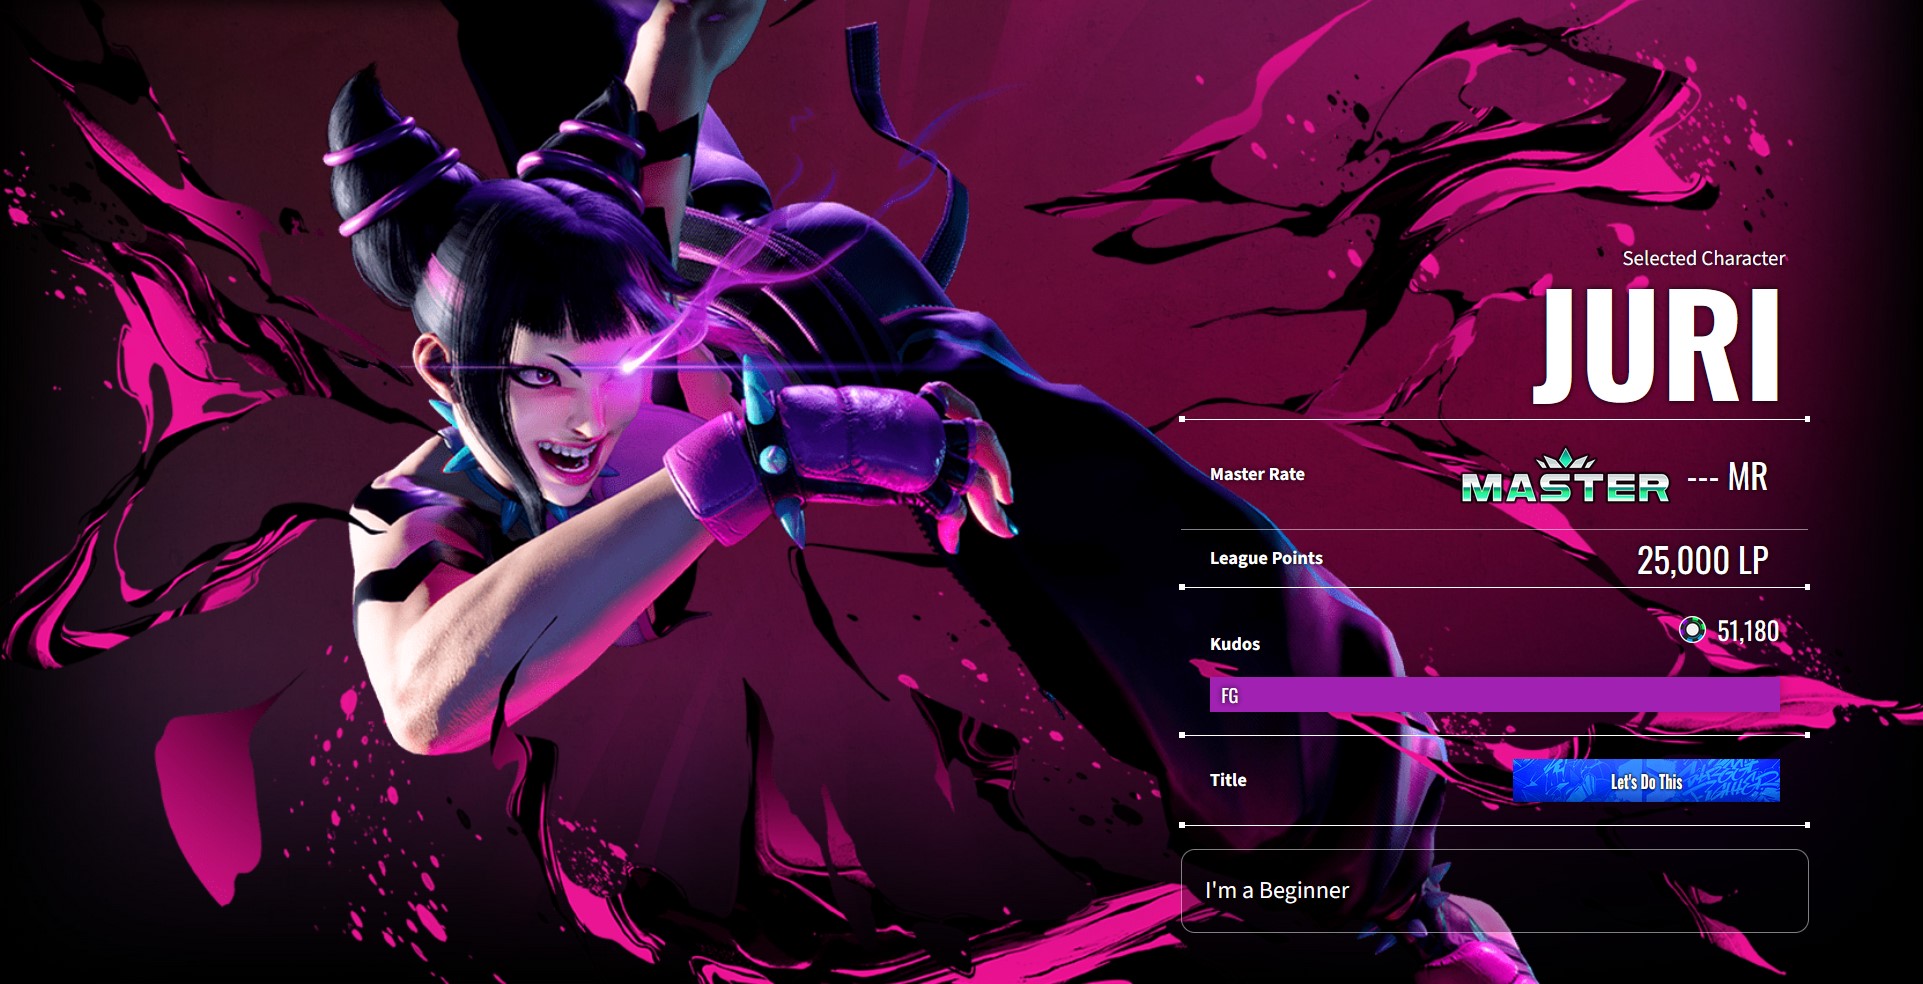 Selected Character
JURI
Master Rate MASTER --- MR
League Points 25,000 LP
Kudos 51,180
FG
Title Let's Do This
I'm a Beginner